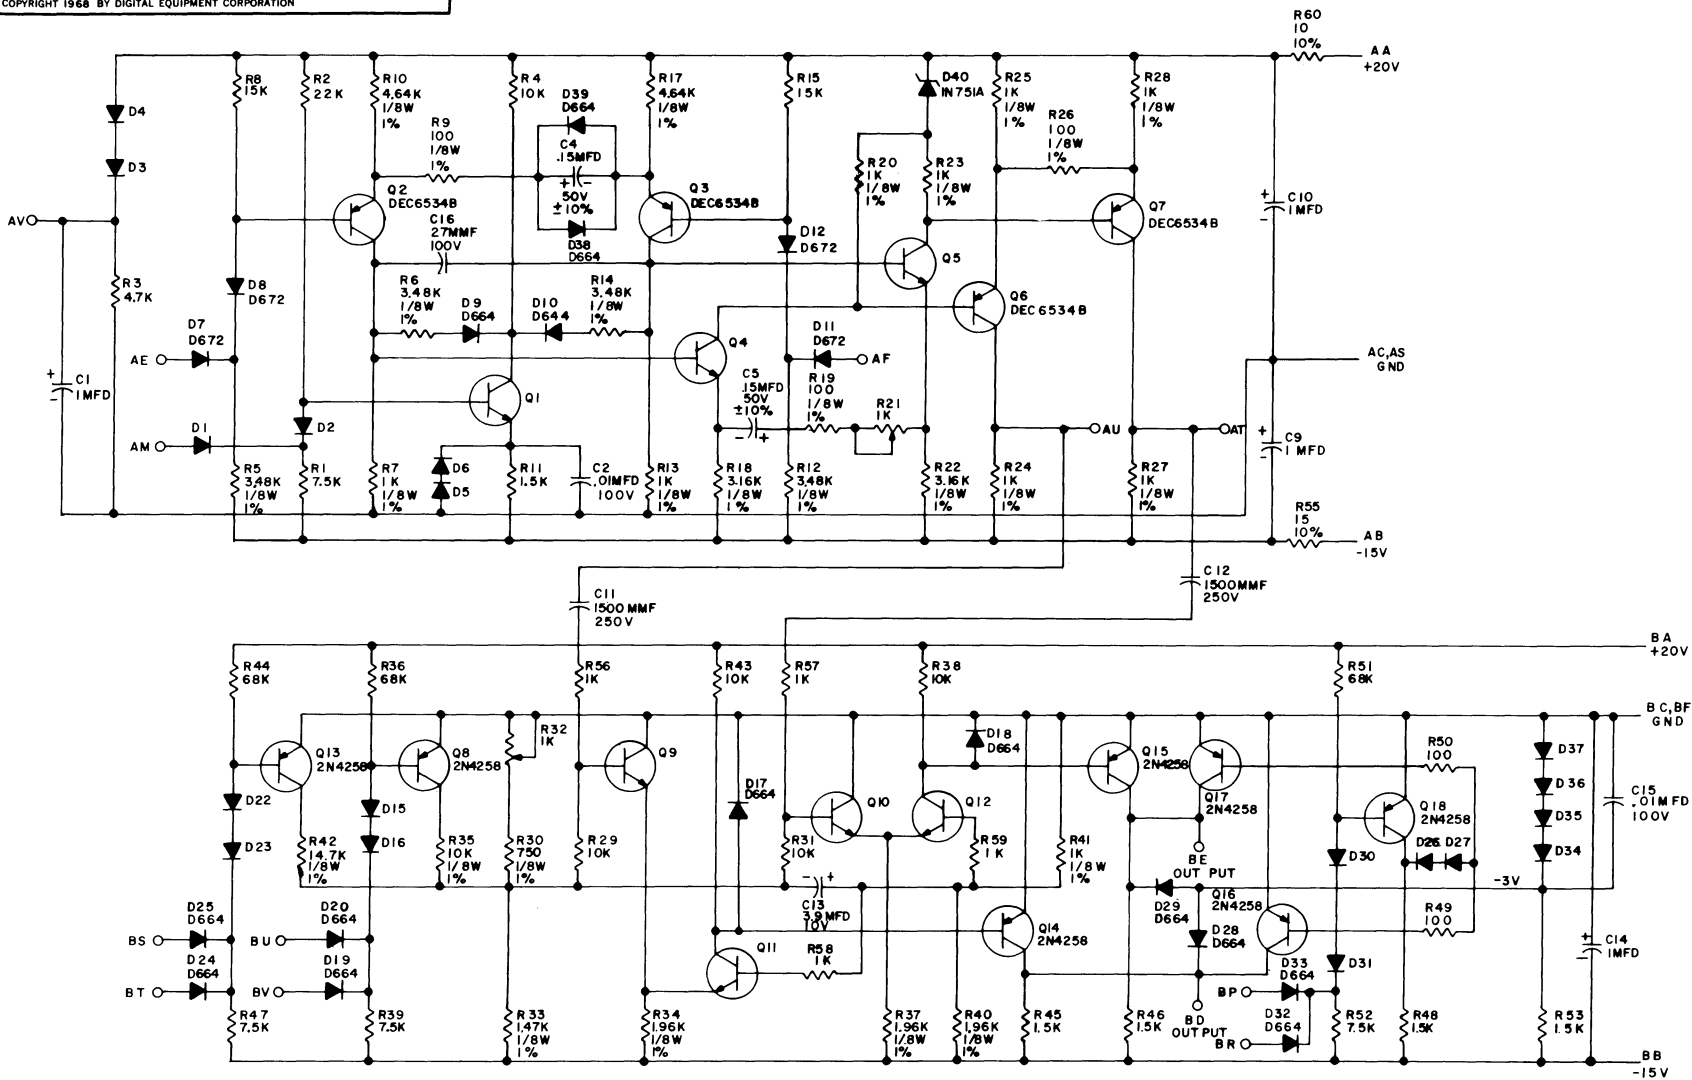 COPYRIGHT 1968 BY DIGITAL EQUIPMENT CORPORATION
R60
10
10%
AA
+20V
D4
D3
AV
C1
1MFD
R3
4.7K
R8
15K
R2
22K
R10
4.64K
1/8W
1%
R9
100
1/8W
1%
R4
10K
D39
D664
C4
.15MFD
50V
±10%
D38
D664
R17
4.64K
1/8W
1%
R15
15K
D40
IN751A
R20
1K
1/8W
1%
R23
1K
1/8W
1%
R25
1K
1/8W
1%
R26
100
1/8W
1%
R28
1K
1/8W
1%
Q2
DEC6534B
C16
27MMF
100V
Q3
DEC6534B
D12
D672
Q5
Q7
DEC6534B
C10
1MFD
D8
D672
R6
3.48K
1/8W
1%
D9
D664
D10
D644
R14
3.48K
1/8W
1%
Q6
DEC6534B
D7
D672
AE
Q4
D11
D672
AF
AC,AS
GND
Q1
C5
.15MFD
50V
±10%
R19
100
1/8W
1%
R21
1K
AU
AT
C9
1MFD
D1
AM
D2
R5
3.48K
1/8W
1%
R1
7.5K
R7
1K
1/8W
1%
D6
D5
R11
1.5K
C2
.01MFD
100V
R13
1K
1/8W
1%
R18
3.16K
1/8W
1%
R12
3.48K
1/8W
1%
R22
3.16K
1/8W
1%
R24
1K
1/8W
1%
R27
1K
1/8W
1%
R55
15
10%
AB
-15V
C11
1500MMF
250V
C12
1500MMF
250V
BA
+20V
R44
68K
R36
68K
R56
1K
R43
10K
R57
1K
R38
10K
R51
68K
BC,BF
GND
Q13
2N4258
Q8
2N4258
R32
1K
Q9
D17
D664
D18
D664
Q15
2N4258
Q17
2N4258
R50
100
D37
D36
D35
D34
C15
.01MFD
100V
D22
D23
D15
D16
Q10
Q12
Q18
2N4258
R42
14.7K
1/8W
1%
R35
10K
1/8W
1%
R30
750
1/8W
1%
R29
10K
R31
10K
R59
1K
R41
1K
1/8W
1%
BE
OUT PUT
D30
D26
D27
-3V
C13
3.9MFD
10V
D29
D664
Q16
2N4258
R49
100
D25
D664
BS
D20
D664
BU
Q14
2N4258
D28
D664
C14
1MFD
D24
D664
BT
D19
D664
BV
Q11
R58
1K
D33
D664
BP
D31
BD
OUTPUT
D32
D664
BR
R47
7.5K
R39
7.5K
R33
1.47K
1/8W
1%
R34
1.96K
1/8W
1%
R37
1.96K
1/8W
1%
R40
1.96K
1/8W
1%
R45
1.5K
R46
1.5K
R52
7.5K
R48
1.5K
R53
1.5K
BB
-15V